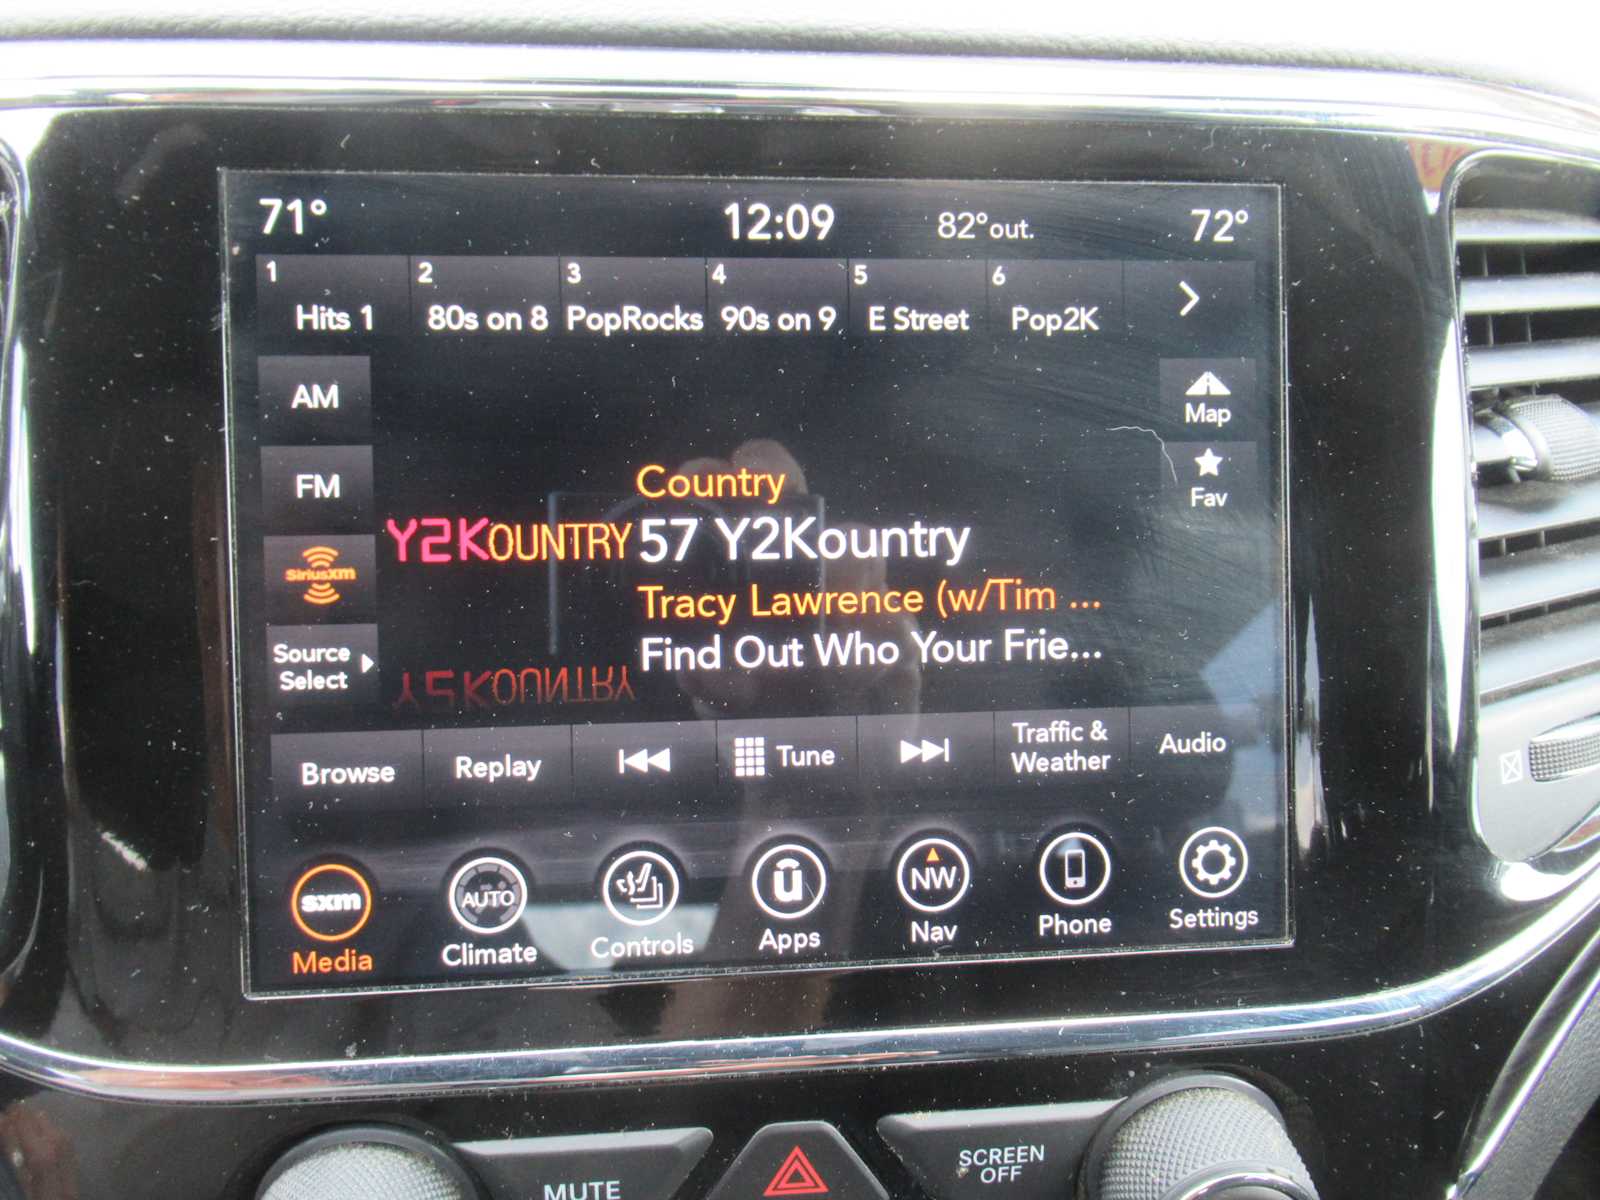 71° 12:09 82°out. 72°
1 2 3 4 5 6
Hits 1 80s on 8 PopRocks 90s on 9 E Street Pop2K
AM
Map
FM
Fav
Country
Y2KOUNTRY 57 Y2Kountry
SiriusXM
Tracy Lawrence (w/Tim ...
Source
Select
Find Out Who Your Frie...
Y2KOUNTRY
Browse Replay Tune Traffic &
Weather Audio
sxm AUTO u NW
Media Climate Controls Apps Nav Phone Settings
MUTE
SCREEN
OFF